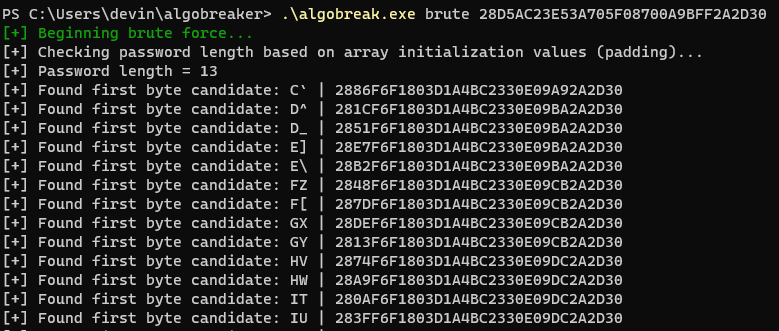 PS C:\Users\devin\algobreaker> .\algobreak.exe brute 28D5AC23E53A705F08700A9BFF2A2D30
[+] Beginning brute force...
[+] Checking password length based on array initialization values (padding)...
[+] Password length = 13
[+] Found first byte candidate: C` | 2886F6F1803D1A4BC2330E09A92A2D30
[+] Found first byte candidate: D^ | 281CF6F1803D1A4BC2330E09BA2A2D30
[+] Found first byte candidate: D_ | 2851F6F1803D1A4BC2330E09BA2A2D30
[+] Found first byte candidate: E] | 28E7F6F1803D1A4BC2330E09BA2A2D30
[+] Found first byte candidate: E\ | 28B2F6F1803D1A4BC2330E09BA2A2D30
[+] Found first byte candidate: FZ | 2848F6F1803D1A4BC2330E09CB2A2D30
[+] Found first byte candidate: F[ | 287DF6F1803D1A4BC2330E09CB2A2D30
[+] Found first byte candidate: GX | 28DEF6F1803D1A4BC2330E09CB2A2D30
[+] Found first byte candidate: GY | 2813F6F1803D1A4BC2330E09CB2A2D30
[+] Found first byte candidate: HV | 2874F6F1803D1A4BC2330E09DC2A2D30
[+] Found first byte candidate: HW | 28A9F6F1803D1A4BC2330E09DC2A2D30
[+] Found first byte candidate: IT | 280AF6F1803D1A4BC2330E09DC2A2D30
[+] Found first byte candidate: IU | 283FF6F1803D1A4BC2330E09DC2A2D30